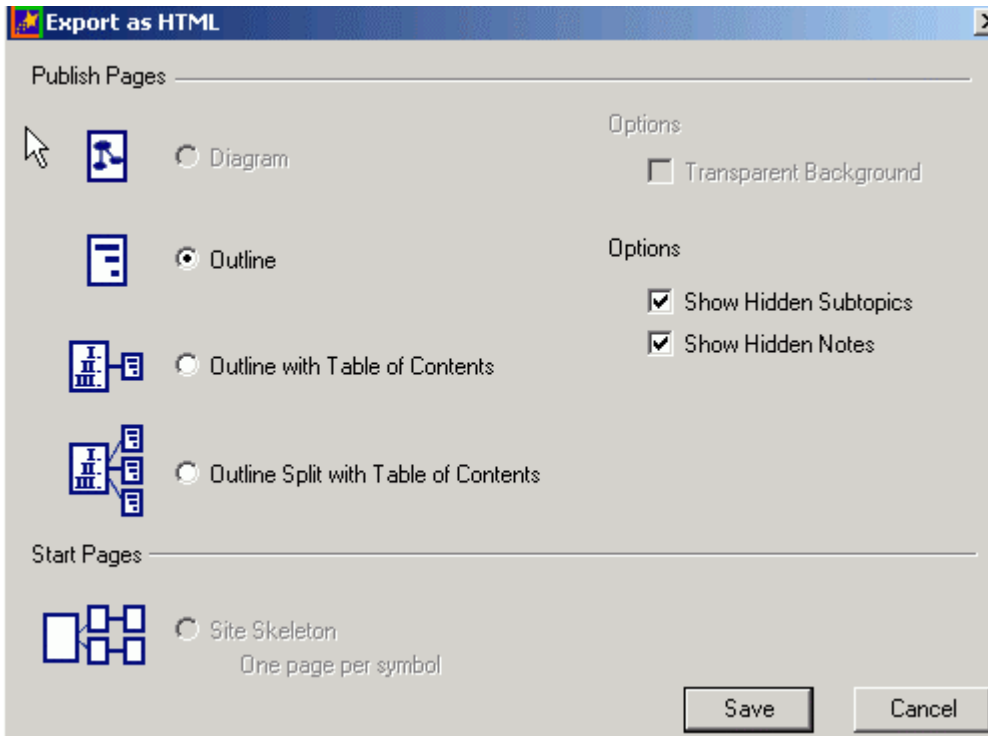 Export as HTML
Publish Pages
Options
Diagram
Transparent Background
Outline
Options
Show Hidden Subtopics
Show Hidden Notes
I.
II.
III.
Outline with Table of Contents
I.
II.
III.
Outline Split with Table of Contents
Start Pages
Site Skeleton
One page per symbol
Save Cancel